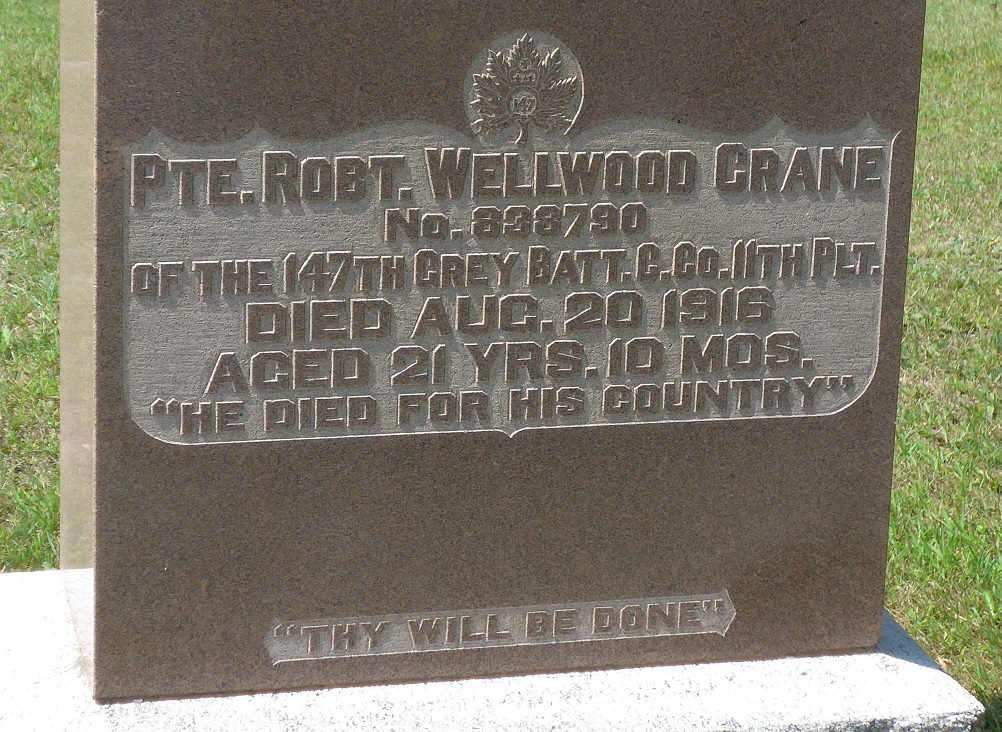 147
PTE. ROBT. WELLWOOD CRANE
NO. 838790
OF THE 147TH GREY BATT. C. CO. 11TH PLT.
DIED AUG. 20 1916
AGED 21 YRS. 10 MOS.
"HE DIED FOR HIS COUNTRY"
"THY WILL BE DONE"